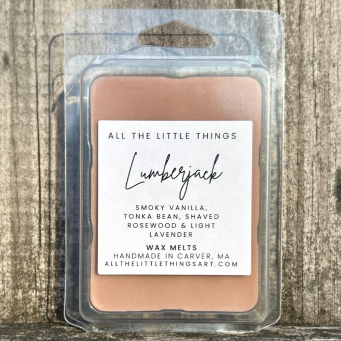 ALL THE LITTLE THINGS
Lumberjack
SMOKY VANILLA,
TONKA BEAN, SHAVED
ROSEWOOD & LIGHT
LAVENDER
WAX MELTS
HANDMADE IN CARVER, MA
ALLTHELITTLETHINGSART.COM